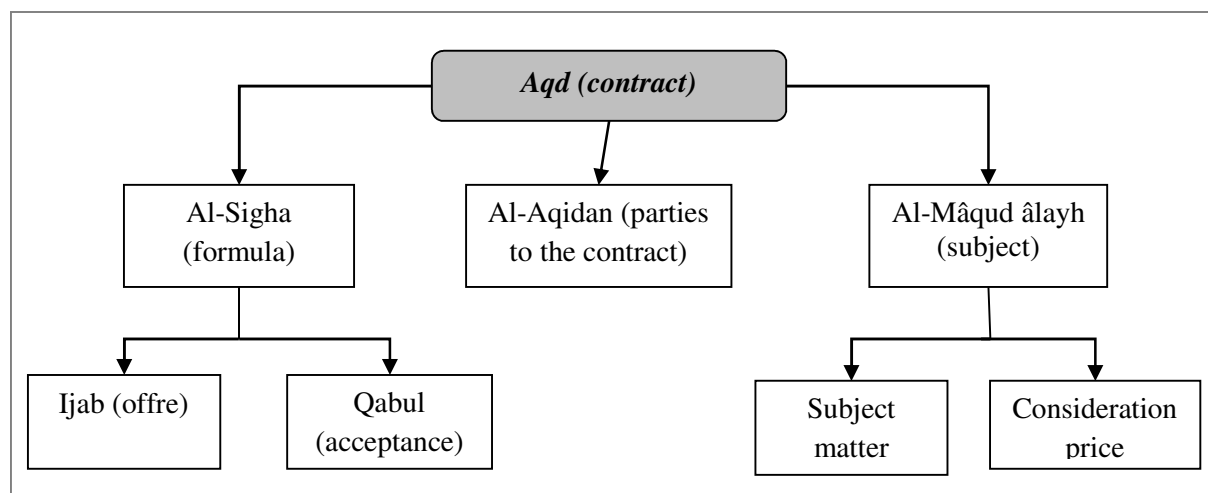 Aqd (contract)
Al-Sigha
(formula)
Al-Aqidan (parties
to the contract)
Al-Mâqud âlayh
(subject)
Ijab (offre)
Qabul
(acceptance)
Subject
matter
Consideration
price